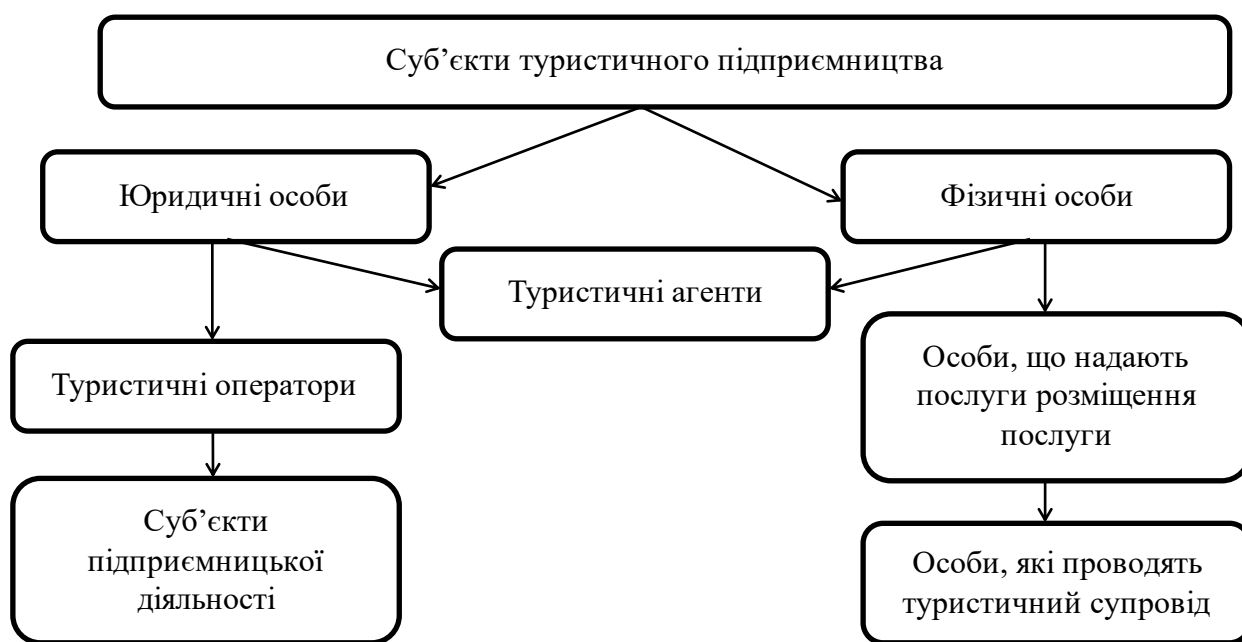 Суб’єкти туристичного підприємництва
Юридичні особи
Фізичні особи
Туристичні агенти
Туристичні оператори
Особи, що надають
послуги розміщення
послуги
Суб’єкти
підприємницької
діяльності
Особи, які проводять
туристичний супровід